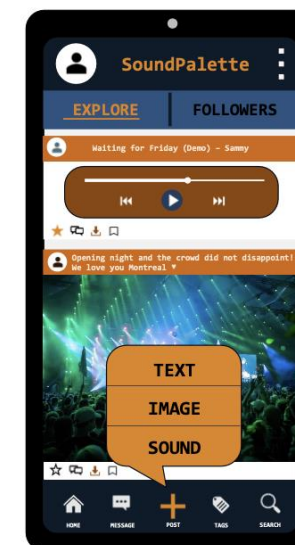 SoundPalette
EXPLORE
FOLLOWERS
Waiting for Friday (Demo) – Sammy
Opening night and the crowd did not disappoint!
We love you Montreal ♥
TEXT
IMAGE
SOUND
HOME
MESSAGE
POST
TAGS
SEARCH